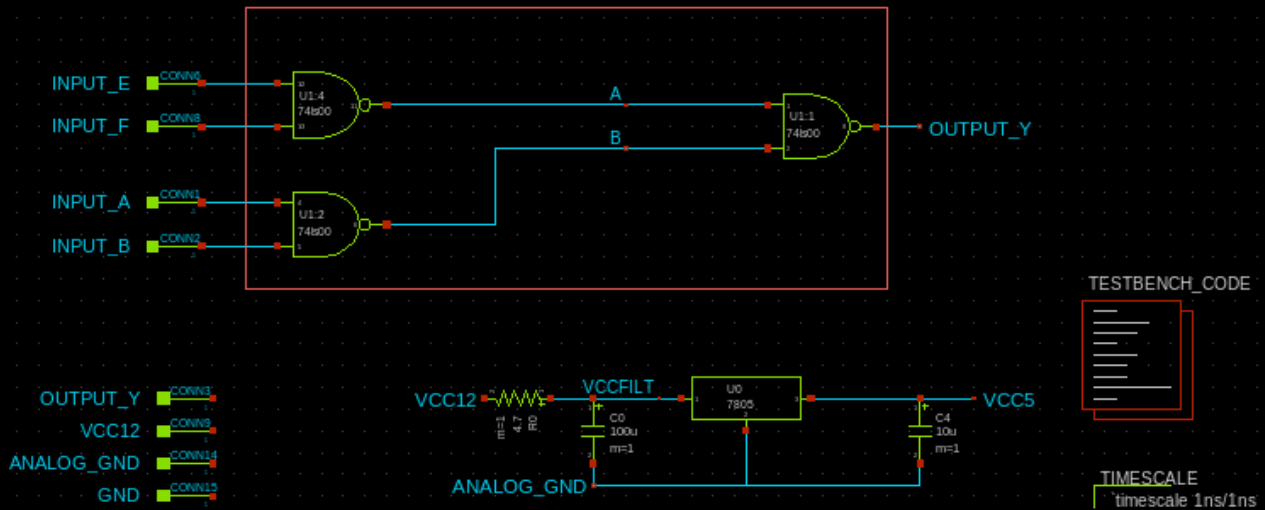 INPUT_E CONN6
INPUT_F CONN8
U1:4
74ls00
A
B
U1:1
74ls00
OUTPUT_Y
INPUT_A CONN1
INPUT_B CONN2
U1:2
74ls00
TESTBENCH_CODE
OUTPUT_Y CONN3
VCC12 CONN9
ANALOG_GND CONN14
GND CONN15
VCC12
m=1
4.7
R0
VCCFILT
C0
100u
m=1
U0
7805
VCC5
C4
10u
m=1
ANALOG_GND
TIMESCALE
`timescale 1ns/1ns